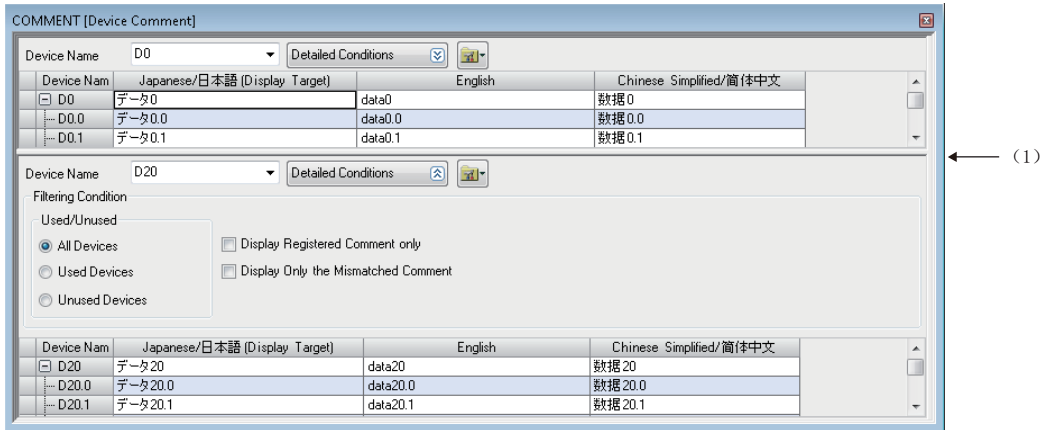 COMMENT [Device Comment]
Device Name D0 Detailed Conditions
Device Nam Japanese/日本語 (Display Target) English Chinese Simplified/简体中文
D0 データ0 data0 数据0
D0.0 データ0.0 data0.0 数据0.0
D0.1 データ0.1 data0.1 数据0.1
(1)
Device Name D20 Detailed Conditions
Filtering Condition
Used/Unused
All Devices Display Registered Comment only
Used Devices Display Only the Mismatched Comment
Unused Devices
Device Nam Japanese/日本語 (Display Target) English Chinese Simplified/简体中文
D20 データ20 data20 数据20
D20.0 データ20.0 data20.0 数据20.0
D20.1 データ20.1 data20.1 数据20.1